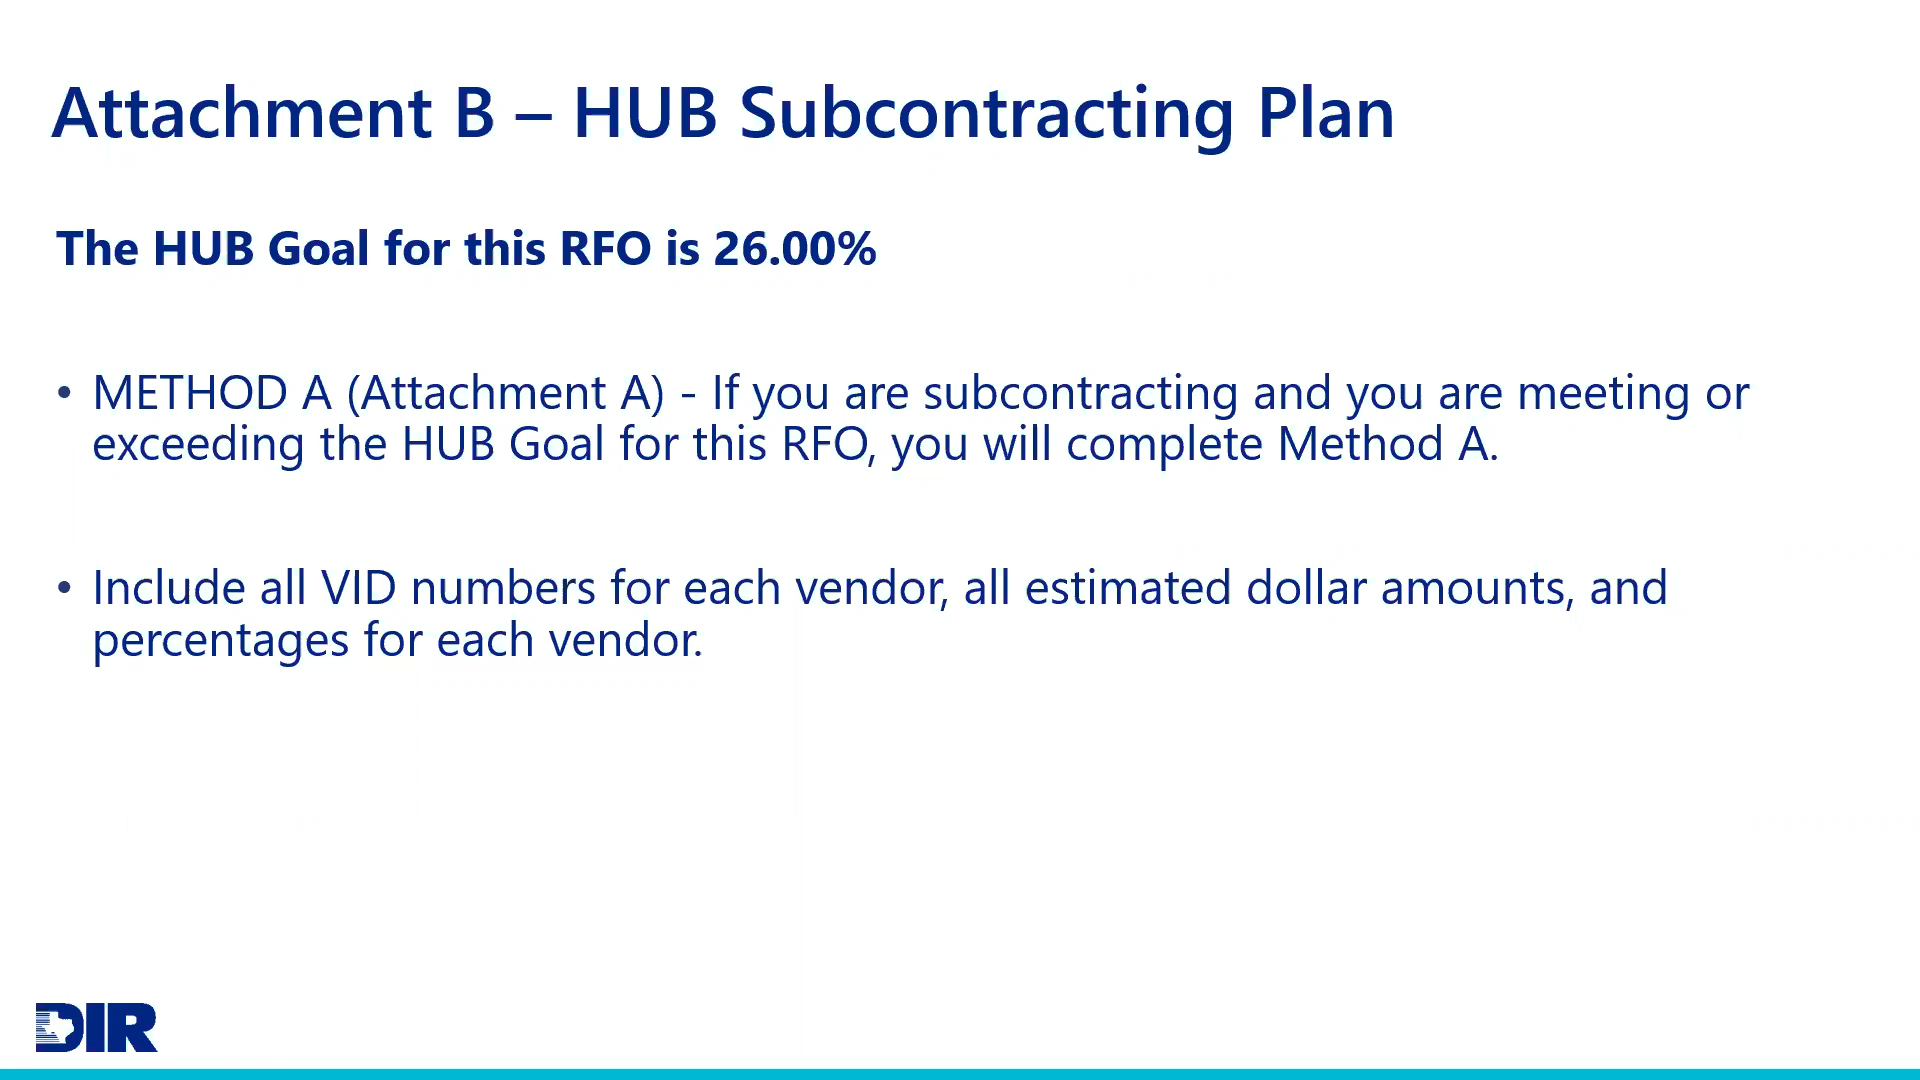 Attachment B – HUB Subcontracting Plan
The HUB Goal for this RFO is 26.00%
• METHOD A (Attachment A) - If you are subcontracting and you are meeting or
exceeding the HUB Goal for this RFO, you will complete Method A.
• Include all VID numbers for each vendor, all estimated dollar amounts, and
percentages for each vendor.
DIR